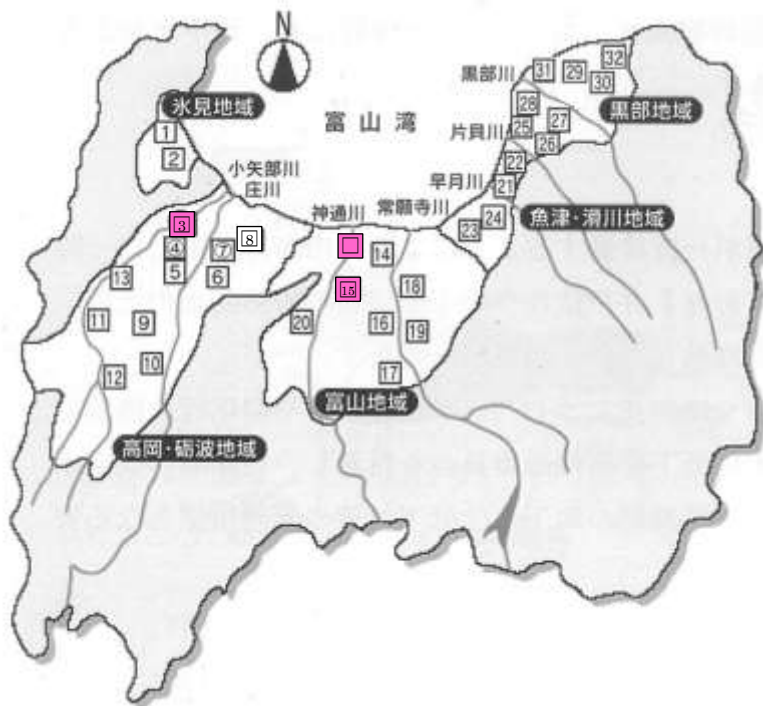 N
富山湾
氷見地域
1
2
小矢部川
庄川
神通川
常願寺川
早月川
片貝川
黒部川
黒部地域
魚津・滑川地域
富山地域
高岡・砺波地域
3
4
5
6
7
8
9
10
11
12
13
14
15
16
17
18
19
20
21
22
23
24
25
26
27
28
29
30
31
32